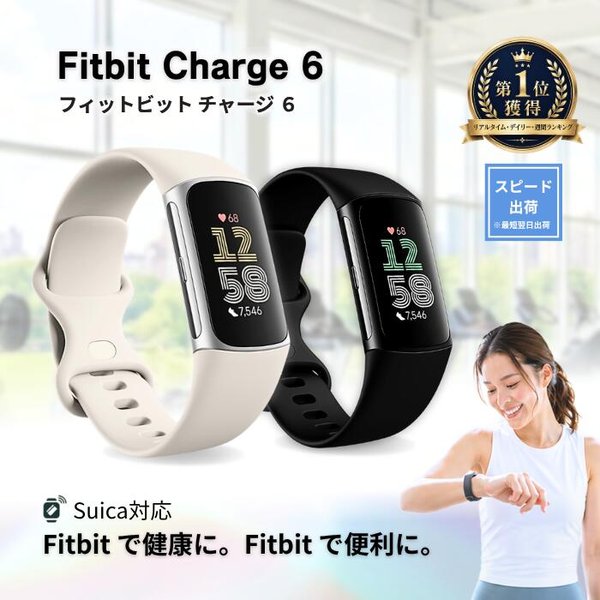 Fitbit Charge 6
フィットビット チャージ 6
第1位
獲得
リアルタイム・デイリー・週間ランキング
スピード
出荷
※最短翌日出荷
68
12
58
7,546
68
12
58
7,546
Suica対応
Fitbit で健康に。Fitbit で便利に。